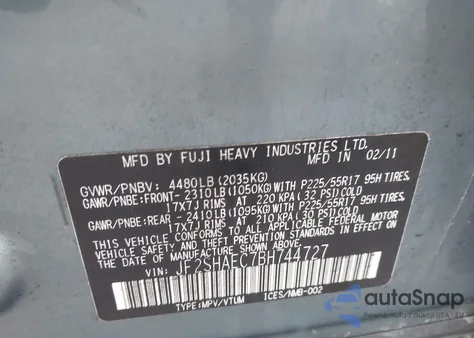 MFD BY FUJI HEAVY INDUSTRIES LTD.
IN 02/11
GVWR/PNBV: 4480LB(2035KG)
GAWR/PNBE:FRONT-2310LB(1050KG)WITH P225/55R17 95H TIRES
17X7J RIMS AT 220 KPA(32 PSI)COLD
GAWR/PNBE:REAR -2410LB(1095KG)WITH P225/55R17 95H TIRES
17X7J RIMS AT 210 KPA(30 PSI)COLD
THIS VEHICLE CONFORMS TO ALL APPLICABLE FEDERAL MOTOR
VEHICLE SAFETY AND THEFT PREVENTION STANDARDS IN EFFECT
ON THE DATE OF MANUFACTURE SHOWN ABOVE.
VIN: JF2SHAEC7BH744727
TYPE:MPV/VTUM ICES/NMB-002
autoSnap